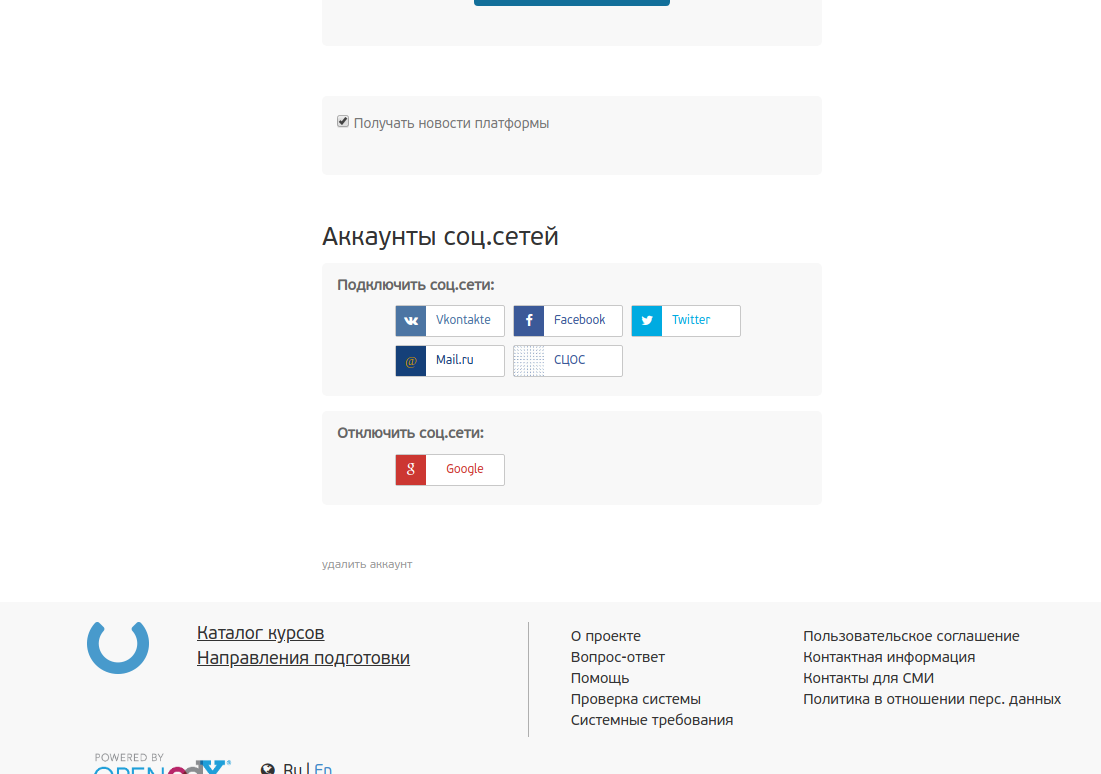 Получать новости платформы
Аккаунты соц.сетей
Подключить соц.сети:
Vkontakte
Facebook
Twitter
@ Mail.ru
СЦОС
Отключить соц.сети:
Google
удалить аккаунт
Каталог курсов
Направления подготовки
О проекте
Вопрос-ответ
Помощь
Проверка системы
Системные требования
Пользовательское соглашение
Контактная информация
Контакты для СМИ
Политика в отношении перс. данных
POWERED BY
OPEN edX
Ru | En